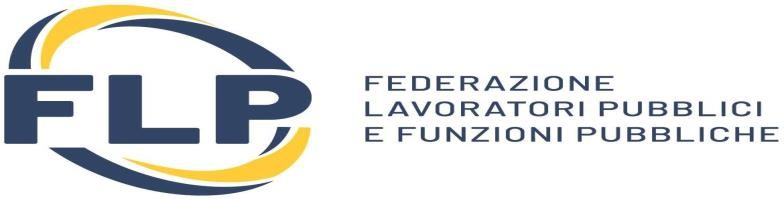 FLP
FEDERAZIONE
LAVORATORI PUBBLICI
E FUNZIONI PUBBLICHE